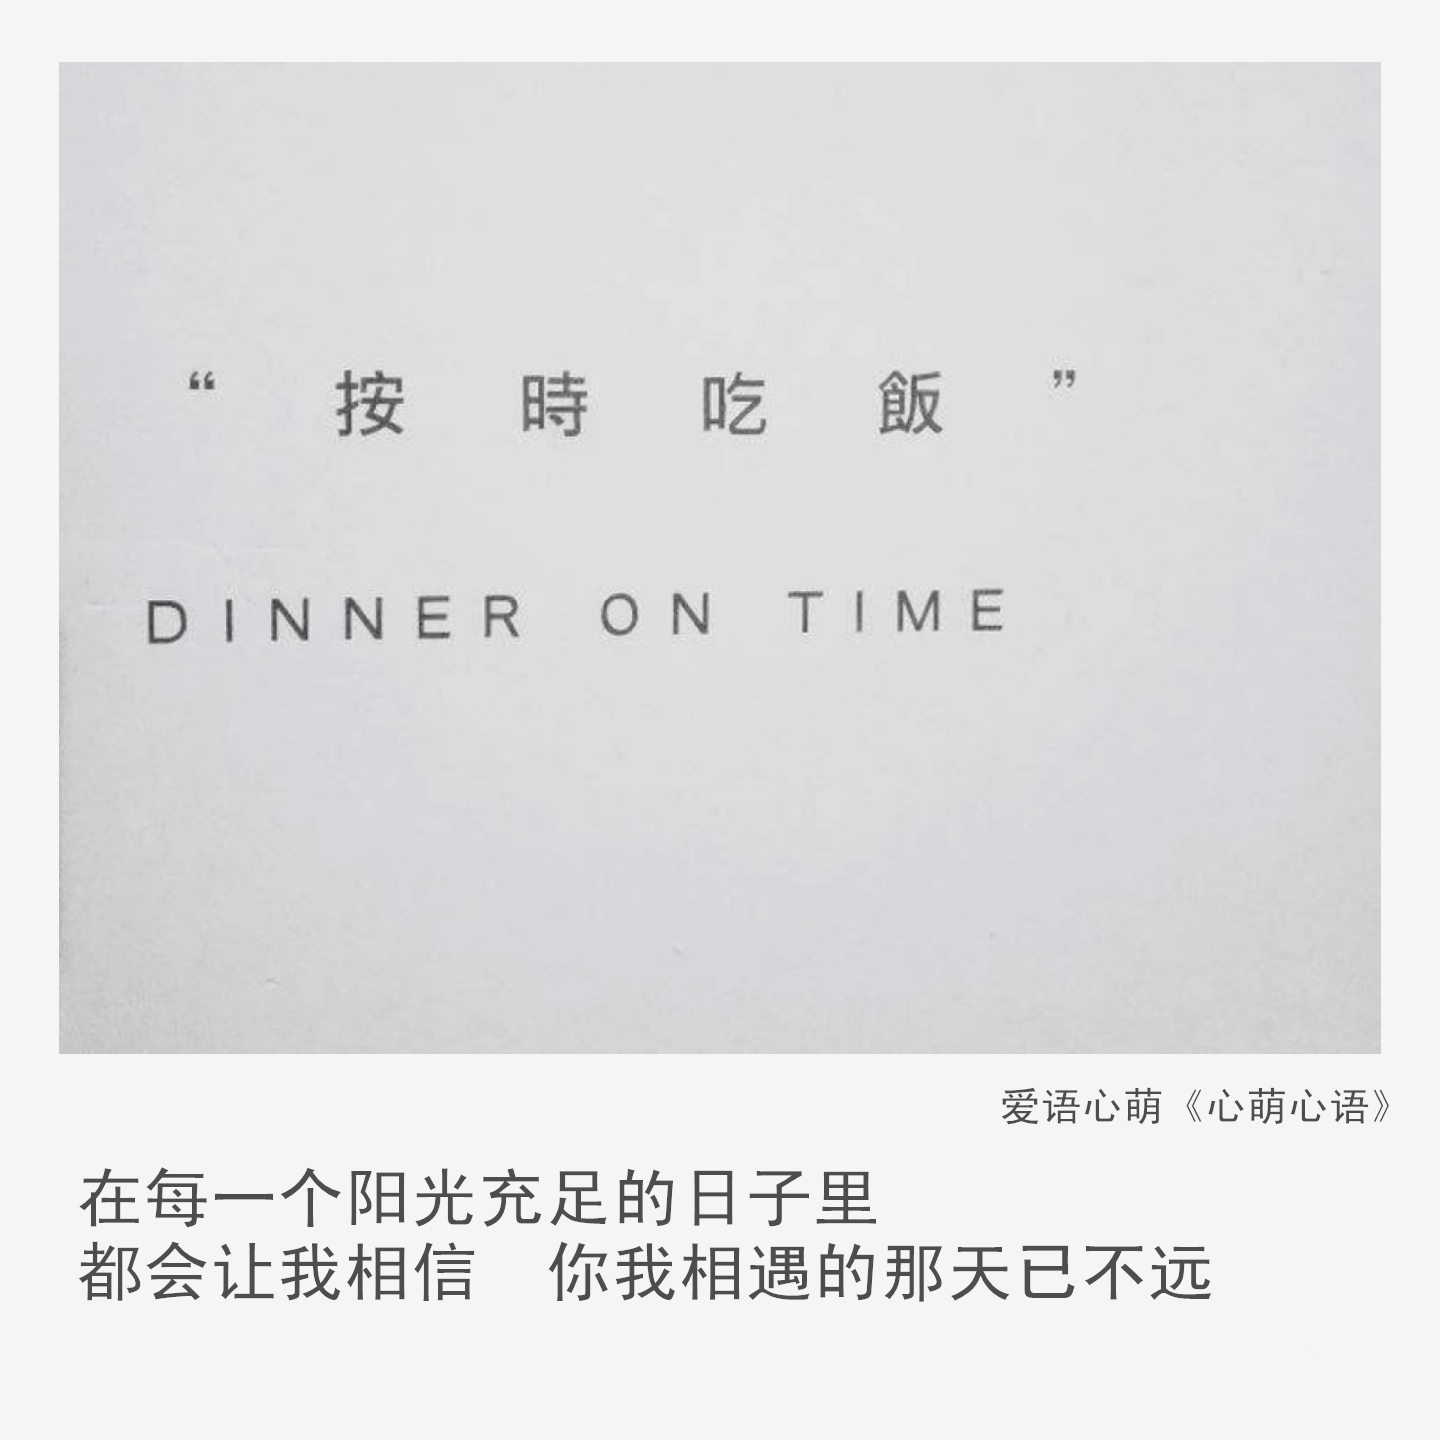 “按時吃飯”
DINNER ON TIME
爱语心萌《心萌心语》
在每一个阳光充足的日子里
都会让我相信　你我相遇的那天已不远